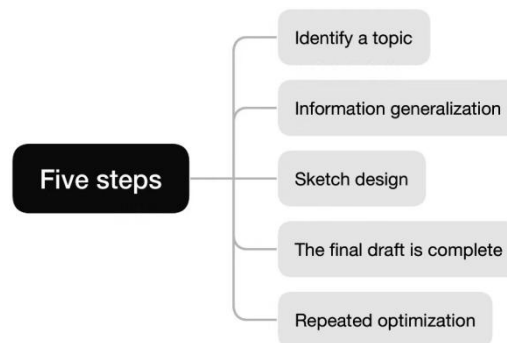 Identify a topic
Information generalization
Five steps
Sketch design
The final draft is complete
Repeated optimization